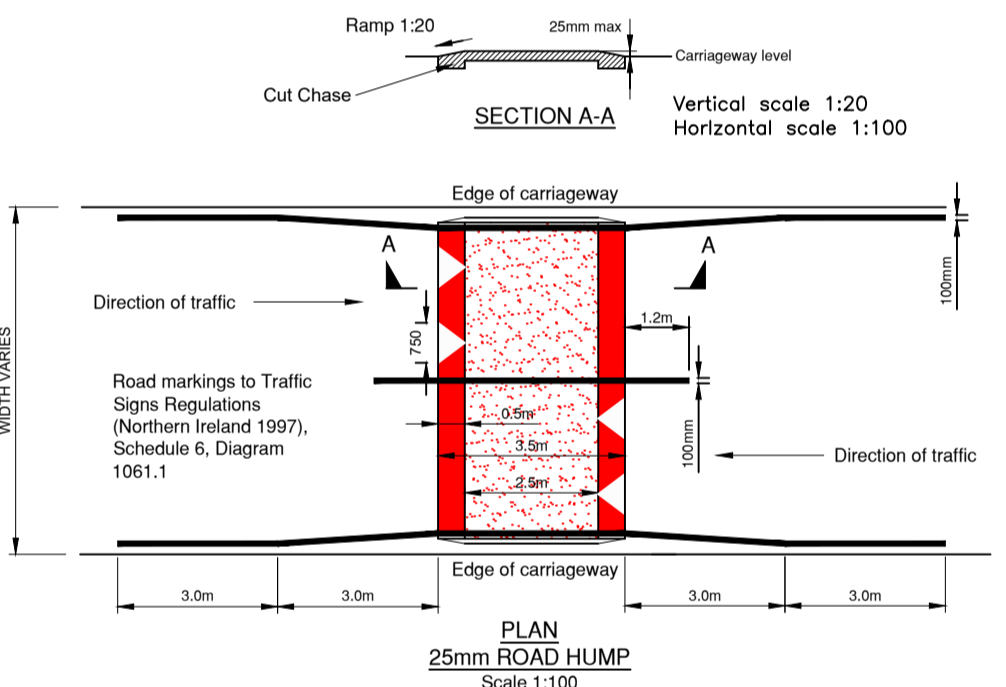 Ramp 1:20
25mm max
Carriageway level
Cut Chase
SECTION A-A
Vertical scale 1:20
HorIzontal scale 1:100
Edge of carriageway
A
A
100mm
Direction of traffic
1.2m
750
WIDTH VARIES
Road markings to Traffic
Signs Regulations
(Northern Ireland 1997),
Schedule 6, Diagram
1061.1
0.5m
100mm
3.5m
Direction of traffic
2.5m
Edge of carriageway
3.0m
3.0m
3.0m
3.0m
PLAN
25mm ROAD HUMP
Scale 1:100